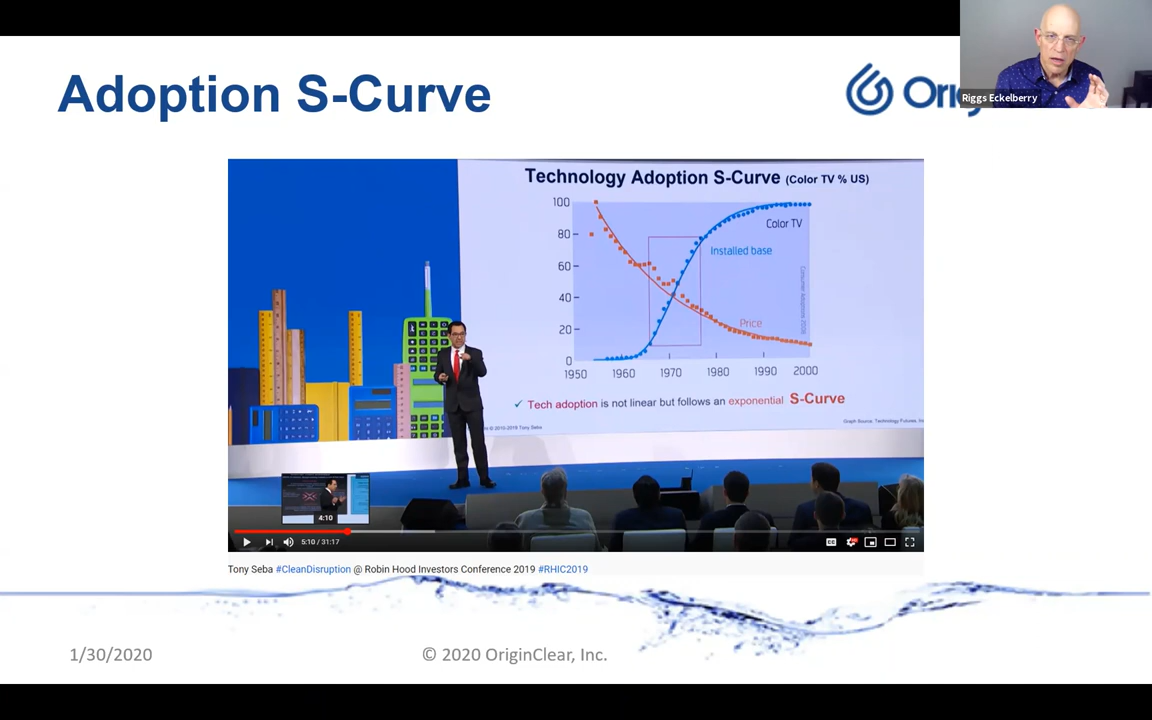 Adoption S-Curve
Riggs Eckelberry
Technology Adoption S-Curve (Color TV % US)
100
80
60
40
20
0
Color TV
Installed base
Price
1950 1960 1970 1980 1990 2000
✓ Tech adoption is not linear but follows an exponential S-Curve
4:10
5:10 / 31:17
CC
Tony Seba #CleanDisruption @ Robin Hood Investors Conference 2019 #RHIC2019
1/30/2020
© 2020 OriginClear, Inc.